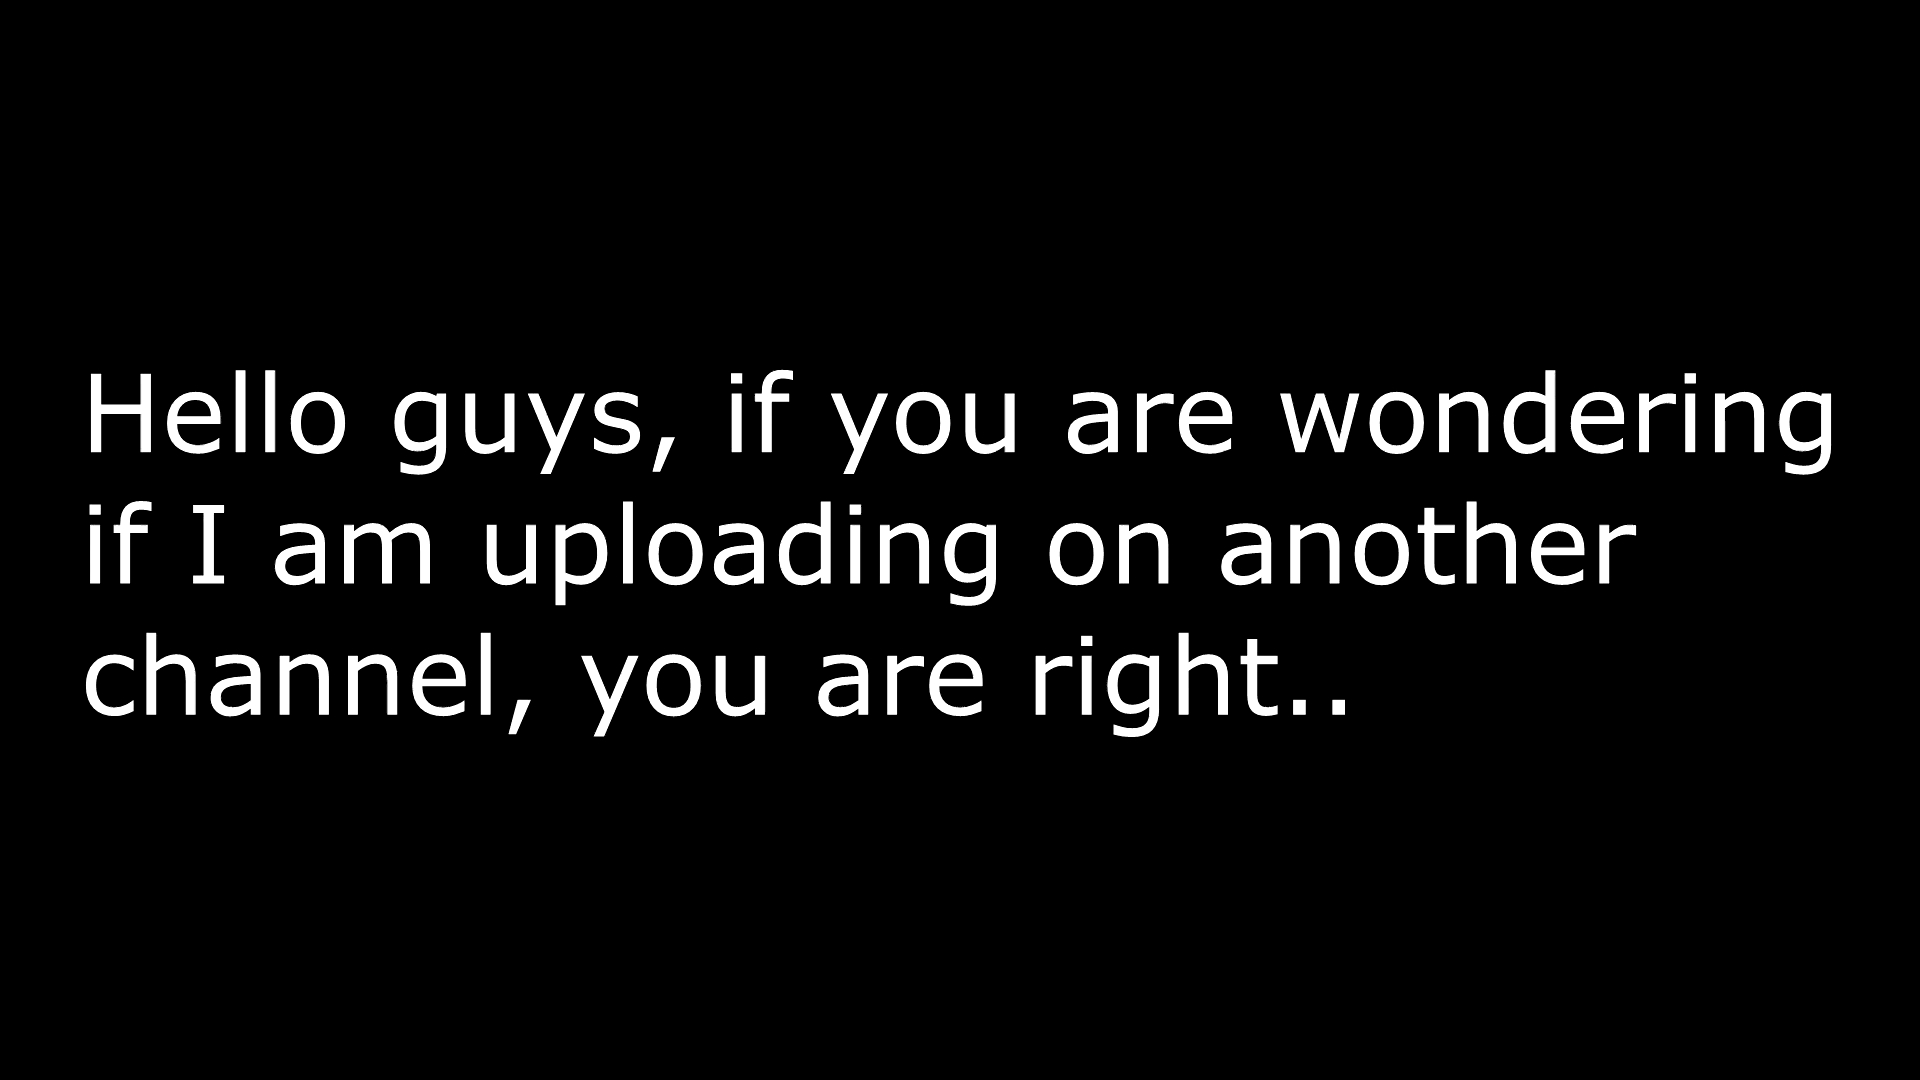 Hello guys, if you are wondering
if I am uploading on another
channel, you are right..